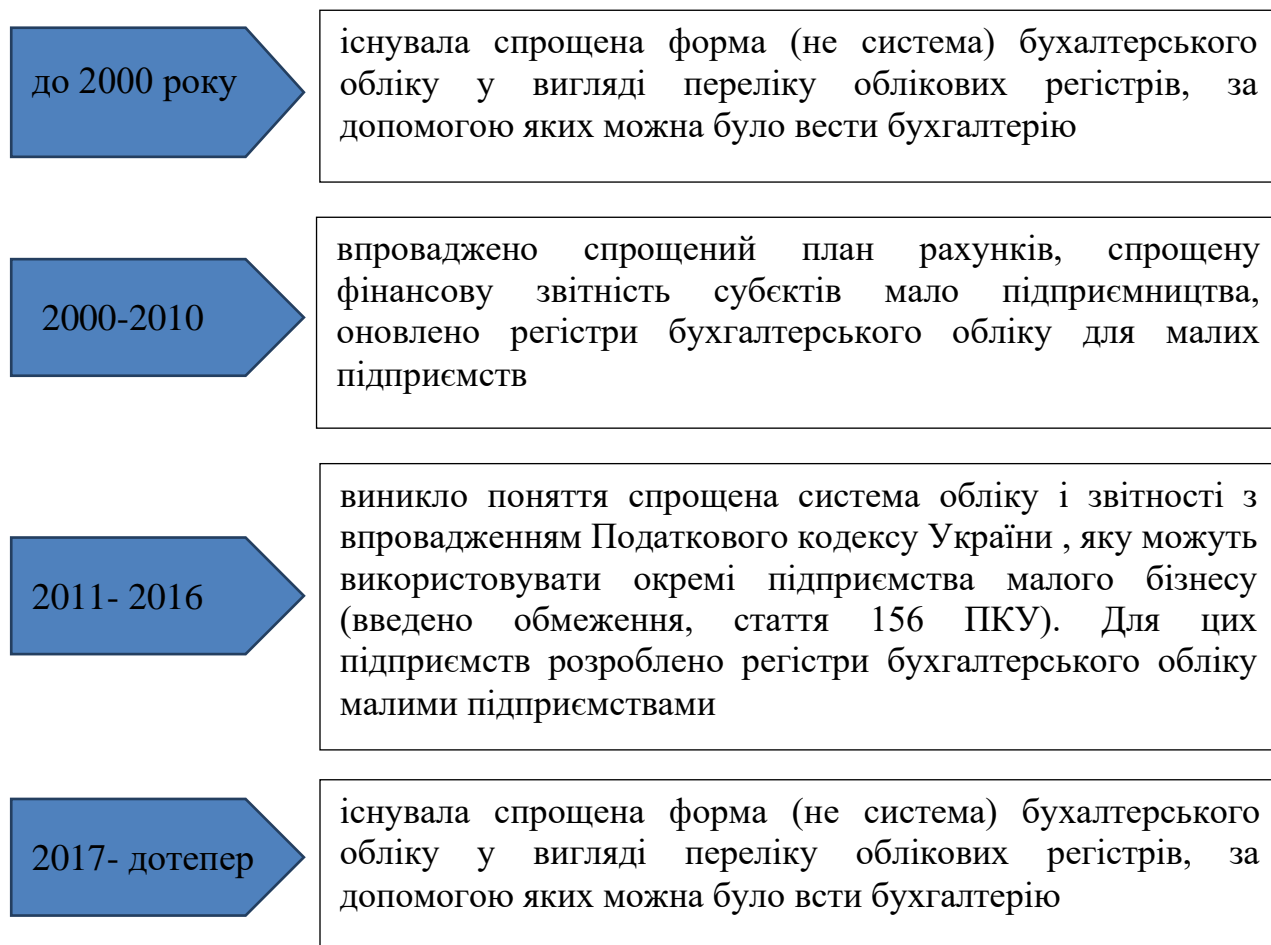 до 2000 року
існувала спрощена форма (не система) бухалтерського
обліку у вигляді переліку облікових регістрів, за
допомогою яких можна було вести бухгалтерію
2000-2010
впроваджено спрощений план рахунків, спрощену
фінансову звітність субєктів мало підприємництва,
оновлено регістри бухгалтерського обліку для малих
підприємств
2011- 2016
виникло поняття спрощена система обліку і звітності з
впровадженням Податкового кодексу України , яку можуть
використовувати окремі підприємства малого бізнесу
(введено обмеження, стаття 156 ПКУ). Для цих
підприємств розроблено регістри бухгалтерського обліку
малими підприємствами
2017- дотепер
існувала спрощена форма (не система) бухалтерського
обліку у вигляді переліку облікових регістрів, за
допомогою яких можна було всти бухгалтерію